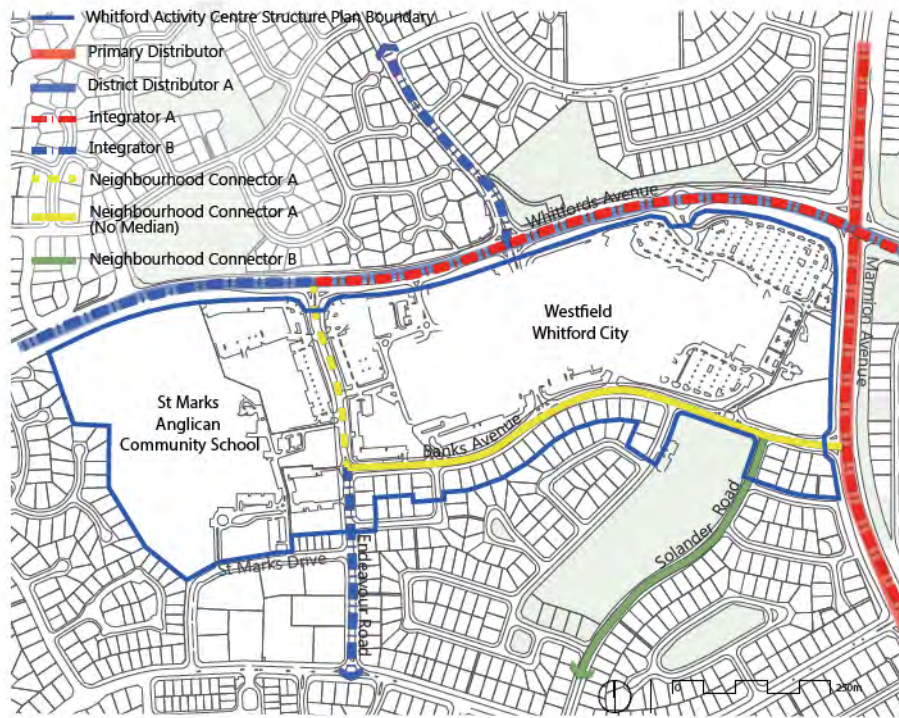 Whitford Activity Centre Structure Plan Boundary
Primary Distributor
District Distributor A
Integrator A
Integrator B
Neighbourhood Connector A
Neighbourhood Connector A
(No Median)
Neighbourhood Connector B
Whitfords Avenue
Marmion Avenue
Westfield
Whitford City
St Marks
Anglican
Community School
Banks Avenue
Solander Road
St Marks Drive
Endeavour Road
0
250m